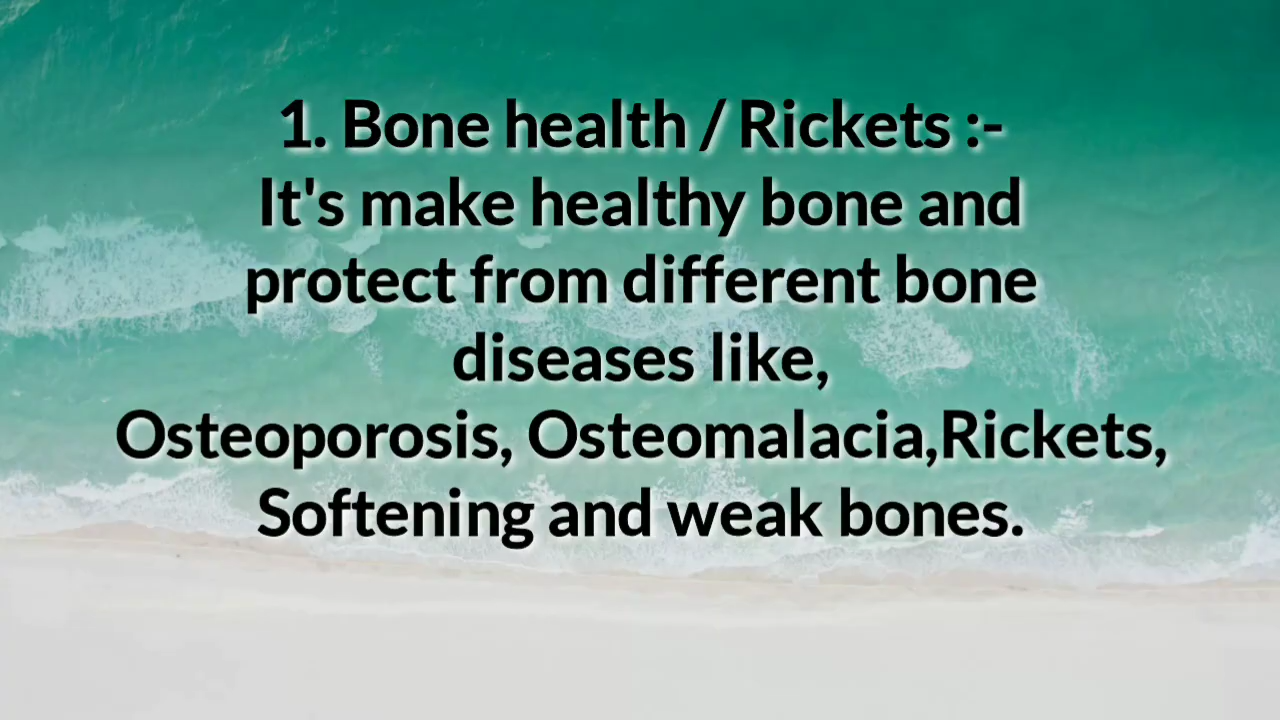 1. Bone health / Rickets :-
It's make healthy bone and
protect from different bone
diseases like,
Osteoporosis, Osteomalacia,Rickets,
Softening and weak bones.